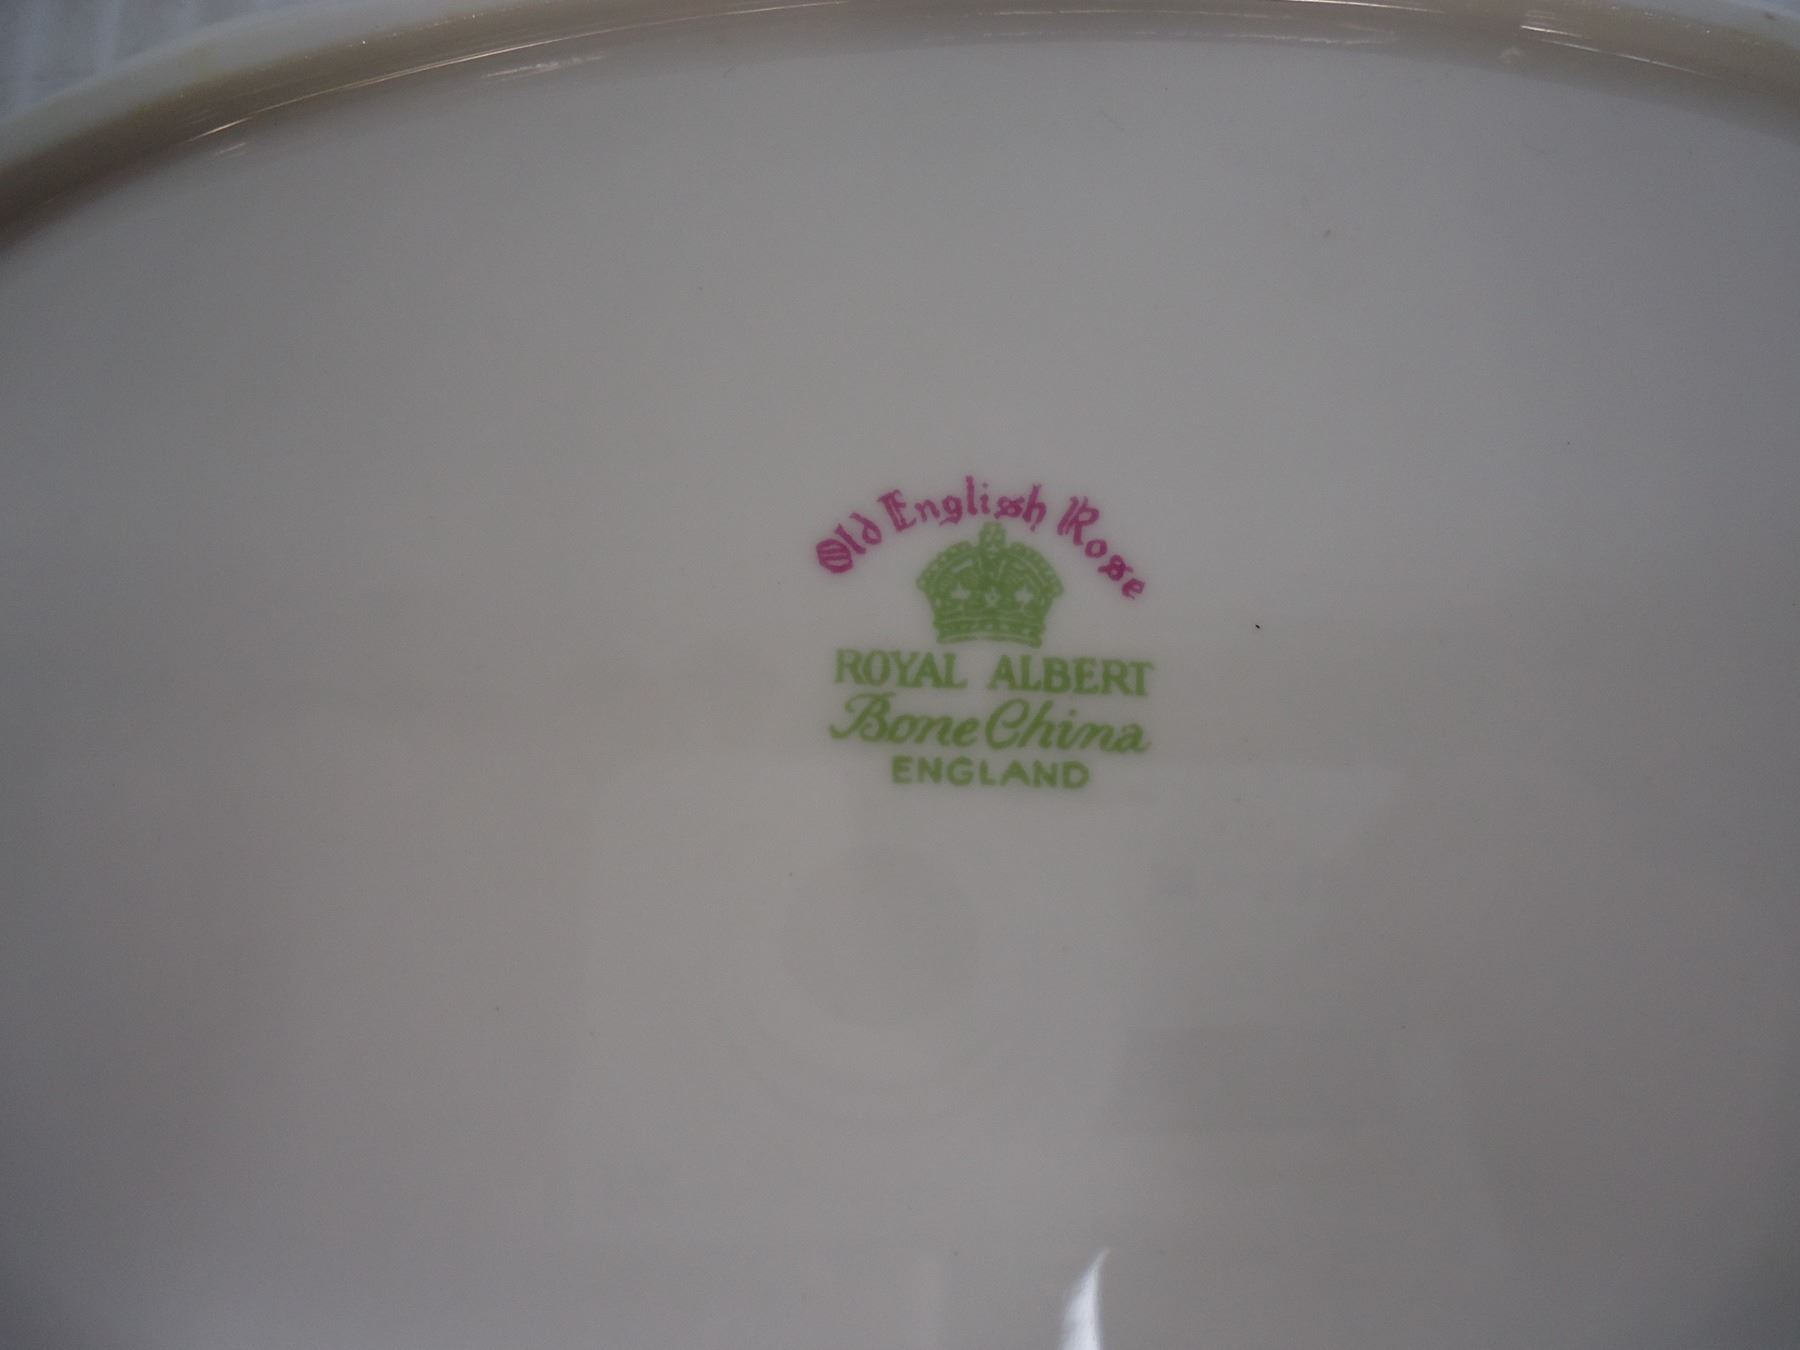 Old English Rose
ROYAL ALBERT
Bone China
ENGLAND